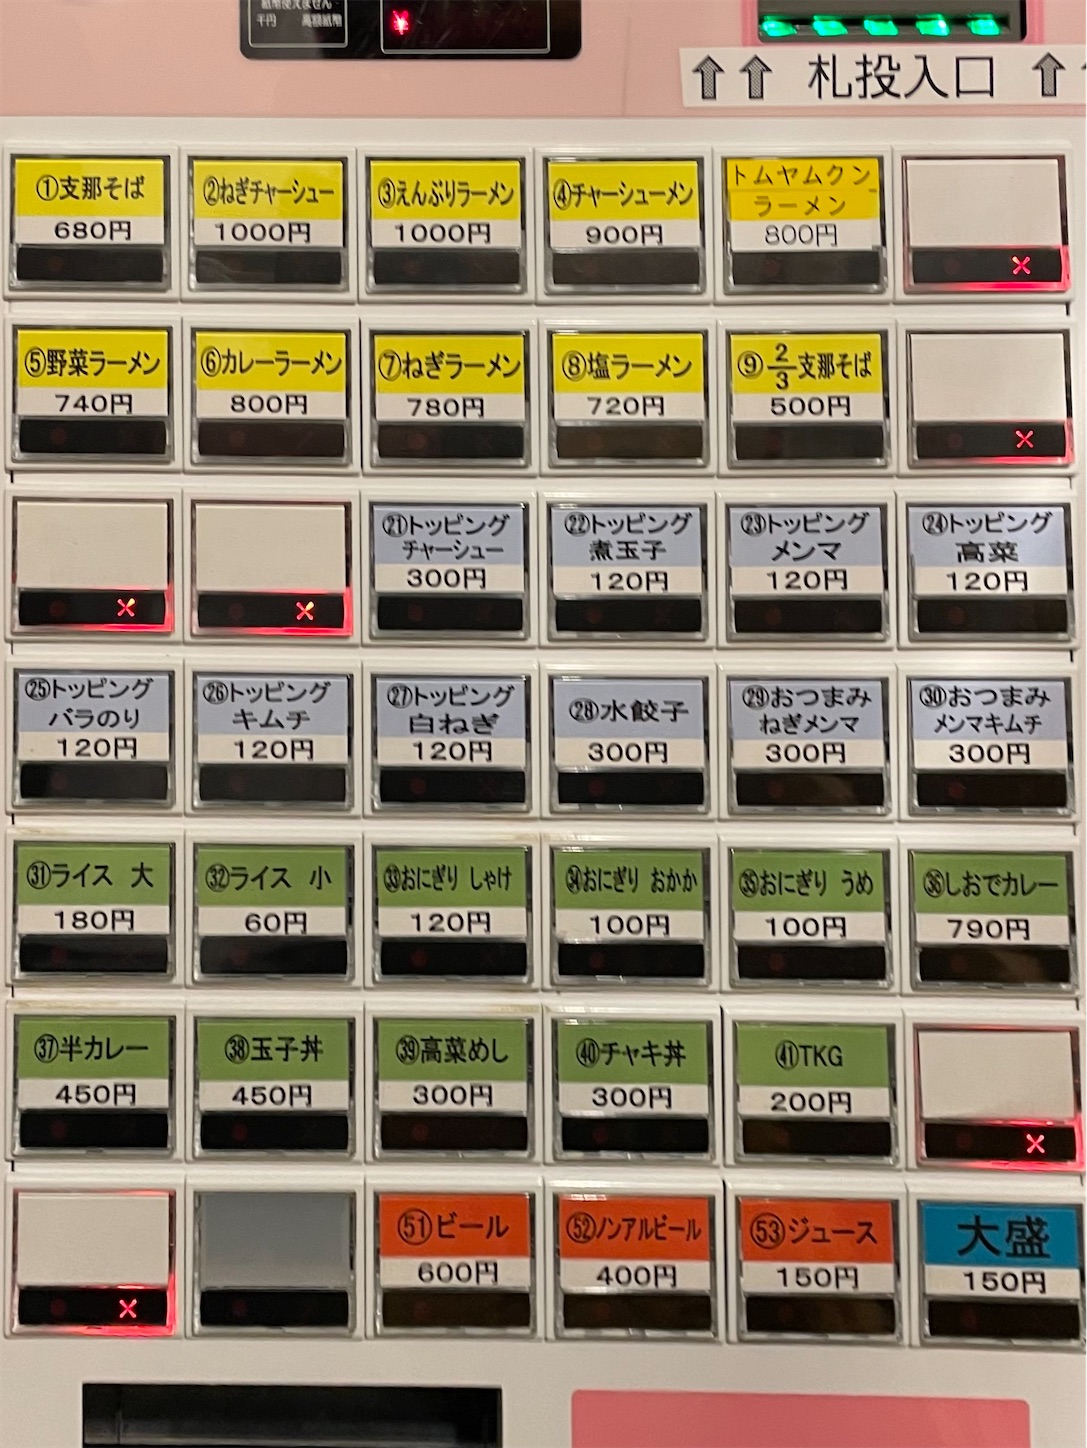 紙幣使えません
千円 高額紙幣
¥
札投入口
①支那そば
680円
②ねぎチャーシュー
1000円
③えんぶりラーメン
1000円
④チャーシューメン
900円
トムヤムクン
ラーメン
800円
⑤野菜ラーメン
740円
⑥カレーラーメン
800円
⑦ねぎラーメン
780円
⑧塩ラーメン
720円
⑨2/3支那そば
500円
㉑トッピング
チャーシュー
300円
㉒トッピング
煮玉子
120円
㉓トッピング
メンマ
120円
㉔トッピング
高菜
120円
㉕トッピング
バラのり
120円
㉖トッピング
キムチ
120円
㉗トッピング
白ねぎ
120円
㉘水餃子
300円
㉙おつまみ
ねぎメンマ
300円
㉚おつまみ
メンマキムチ
300円
㉛ライス 大
180円
㉜ライス 小
60円
㉝おにぎり しゃけ
120円
㉞おにぎり おかか
100円
㉟おにぎり うめ
100円
㊱しおでカレー
790円
㊲半カレー
450円
㊳玉子丼
450円
㊴高菜めし
300円
㊵チャキ丼
300円
㊶TKG
200円
51ビール
600円
52ノンアルビール
400円
53ジュース
150円
大盛
150円